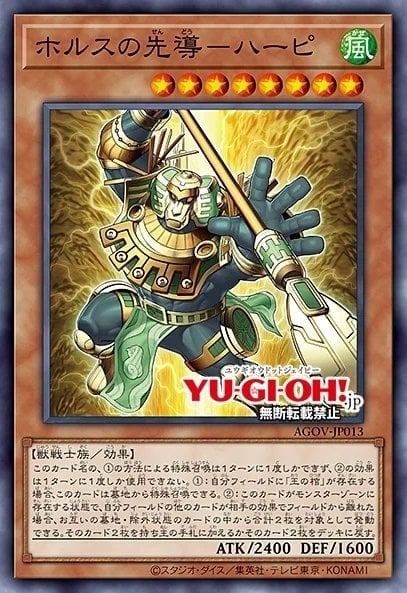 ホルスの先導－ハーピ
風
ユウギオウドットジェイピー
YU-GI-OH!.jp
無断転載禁止
AGOV-JP013
【獣戦士族／効果】
このカード名の、①の方法による特殊召喚は1ターンに1度しかできず、②の効果
は1ターンに1度しか使用できない。①：自分フィールドに「王の棺」が存在する
場合、このカードは墓地から特殊召喚できる。②：このカードがモンスターゾーンに
存在する状態で、自分フィールドの他のカードが相手の効果でフィールドから離れた
場合、お互いの墓地・除外状態のカードの中から合計2枚を対象として発動
できる。そのカード2枚を持ち主の手札に加えるかそのカード2枚をデッキに戻す。
ATK/2400 DEF/1600
©スタジオ・ダイス／集英社・テレビ東京・KONAMI